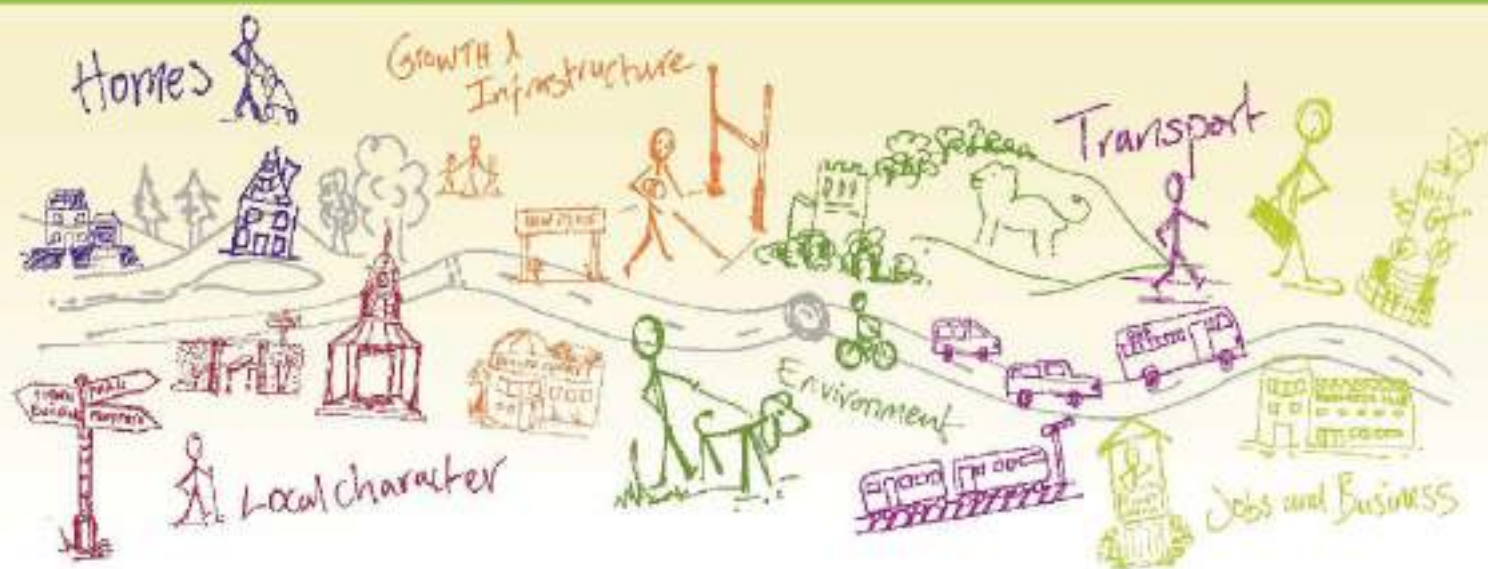 Homes
Growth &
Infrastructure
Transport
Environment
Local character
Jobs and Business